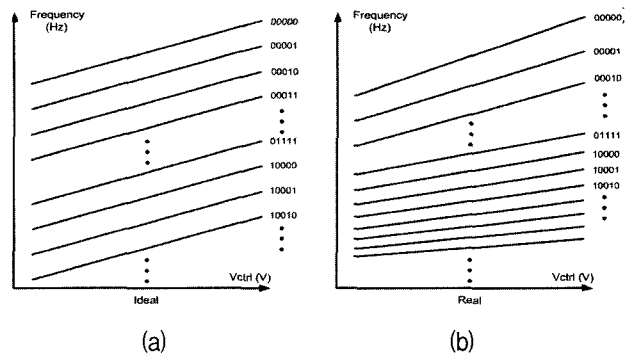 Frequency
(Hz)
00000
00001
00010
00011
01111
10000
10001
10010
Vctrl (V)
Ideal
(a)
Frequency
(Hz)
00000
00001
00010
01111
10000
10001
10010
Vctrl (V)
Real
(b)